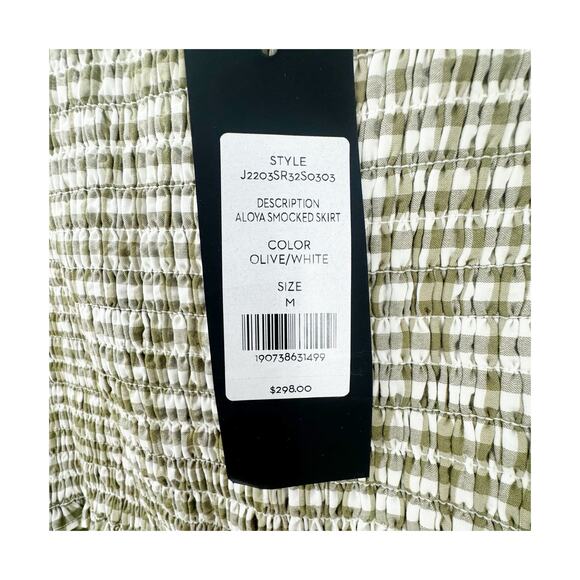 STYLE
J2203SR32S0303
DESCRIPTION
ALOYA SMOCKED SKIRT
COLOR
OLIVE/WHITE
SIZE
M
190738631499
$298.00